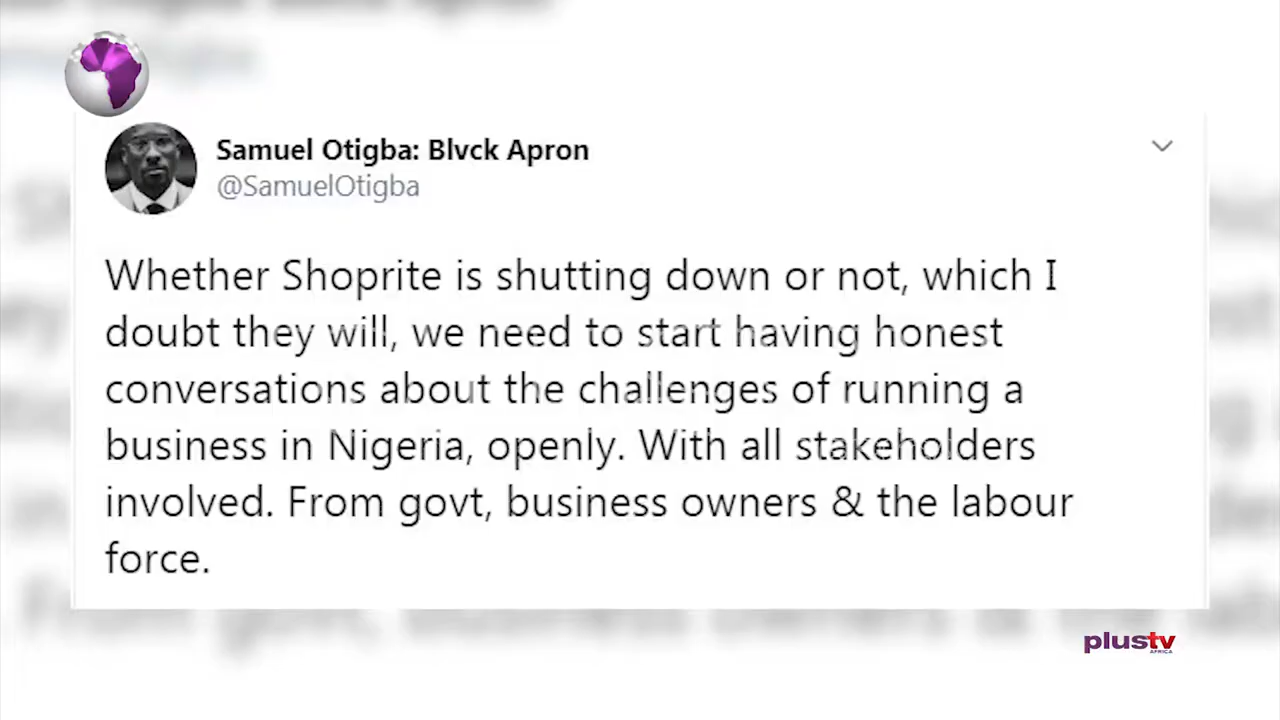 Samuel Otigba: Blvck Apron
@SamuelOtigba
Whether Shoprite is shutting down or not, which I
doubt they will, we need to start having honest
conversations about the challenges of running a
business in Nigeria, openly. With all stakeholders
involved. From govt, business owners & the labour
force.
plustv
AFRICA